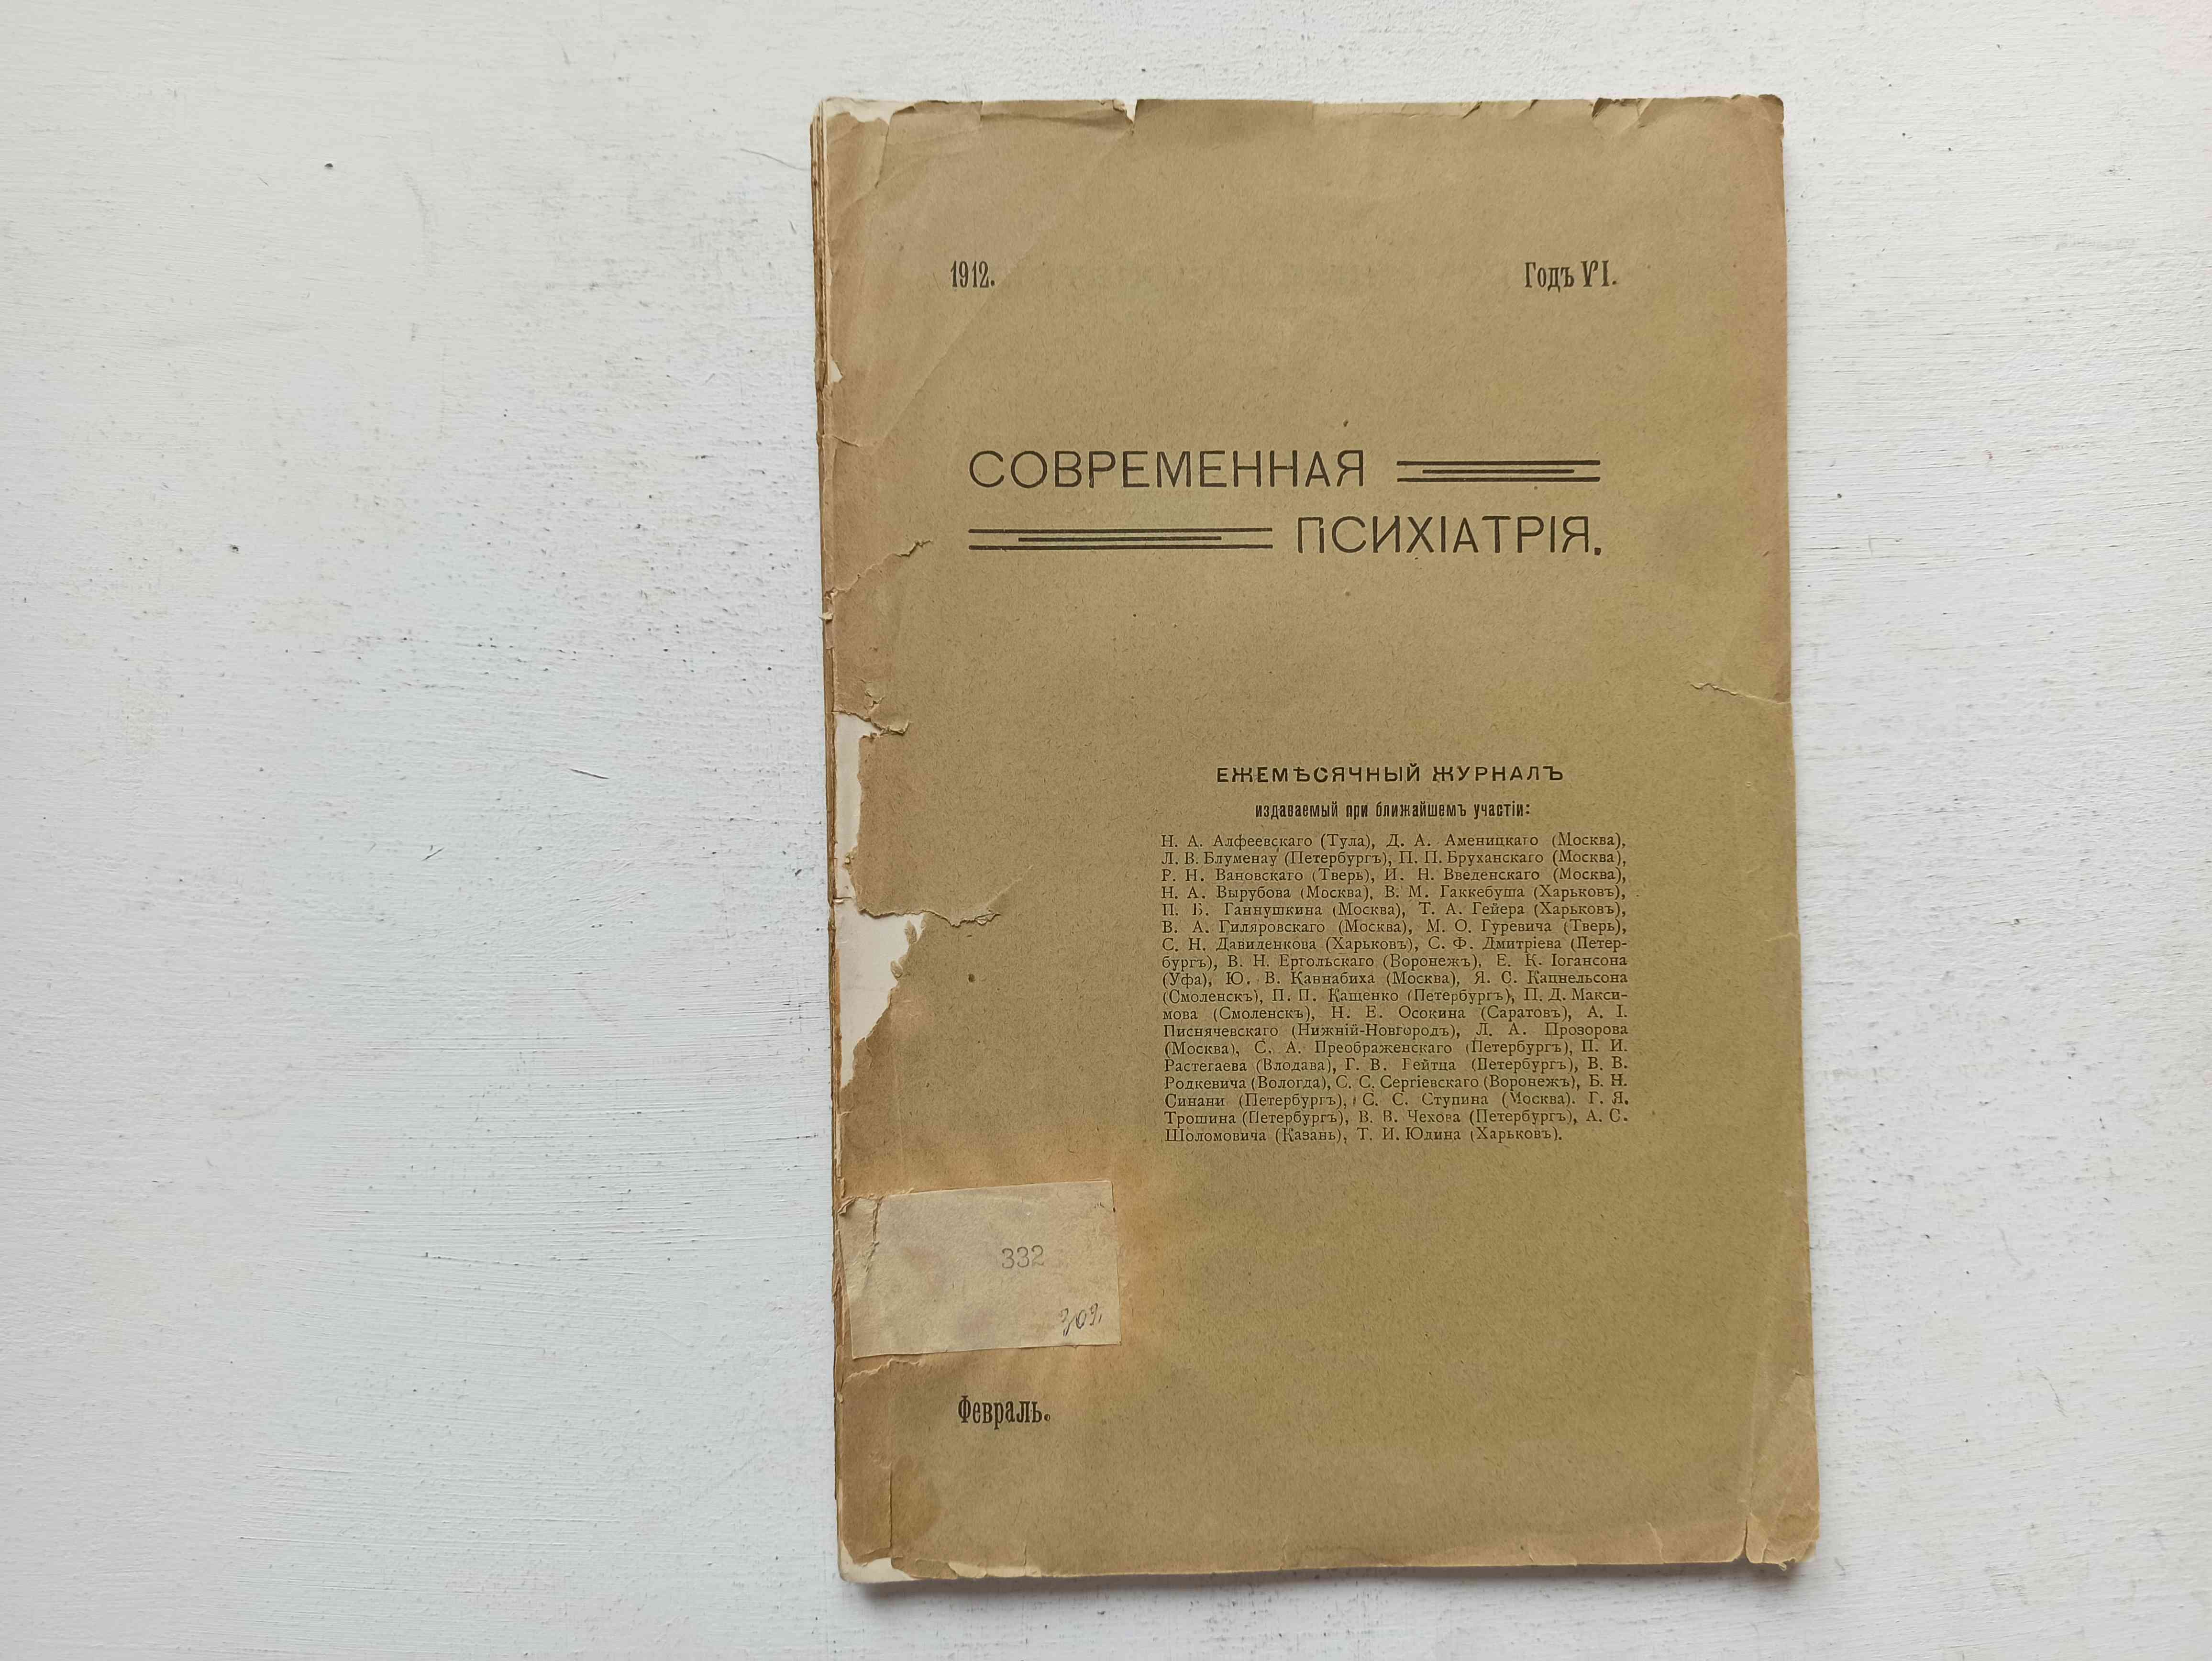 1912.
Годъ VI.
СОВРЕМЕННАЯ
ПСИХІАТРІЯ.
ЕЖЕМѢСЯЧНЫЙ ЖУРНАЛЪ
издаваемый при ближайшемъ участіи:
Н. А. Алфеевскаго (Тула), Д. А. Аменицкаго (Москва),
Л. В. Блуменау (Петербургъ), П. П. Бруханскаго (Москва),
Р. Н. Вановскаго (Тверь), И. Н. Введенскаго (Москва),
Н. А. Вырубова (Москва), В. М. Гаккебуша (Харьковъ),
П. Б. Ганнушкина (Москва), Т. А. Гейера (Харьковъ),
В. А. Гиляровскаго (Москва), М. О. Гуревича (Тверь),
С. Н. Давиденкова (Харьковъ), С. Ф. Дмитріева (Петер-
бургъ), В. Н. Ергольскаго (Воронежъ), Е. К. Іогансона
(Уфа), Ю. В. Каннабиха (Москва), Я. С. Капнельсона
(Смоленскъ), П. П. Кащенко (Петербургъ), П. Д. Макси-
мова (Смоленскъ), Н. Е. Осокина (Саратовъ), А. І.
Писнячевскаго (Нижній-Новгородъ), Л. А. Прозорова
(Москва), С. А. Преображенскаго (Петербургъ), П. И.
Растегаева (Влодава), Г. В. Рейтца (Петербургъ), В. В.
Родкевича (Вологда), С. С. Сергіевскаго (Воронежъ), Б. Н.
Синани (Петербургъ), С. С. Ступина (Москва). Г. Я.
Трошина (Петербургъ), В. В. Чехова (Петербургъ), А. С.
Шоломовича (Казань), Т. И. Юдина (Харьковъ).
332
Февраль.